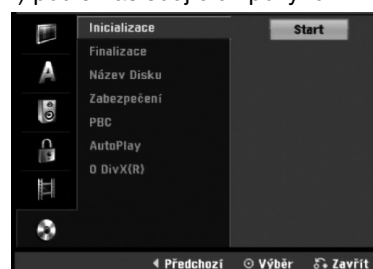 Inicializace
Start
Finalizace
Název Disku
Zabezpečení
PBC
AutoPlay
O DivX(R)
Předchozí Výběr Zavřít